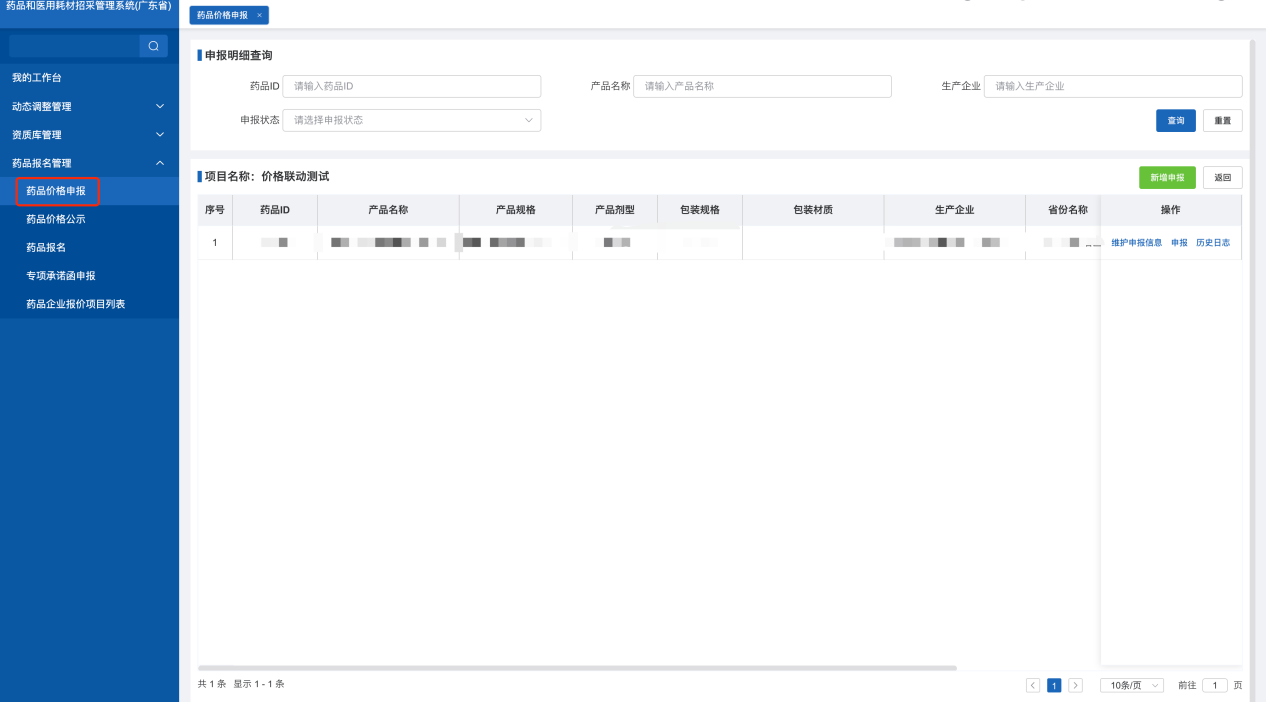 药品和医用耗材招采管理系统(广东省)
药品价格申报 ×
我的工作台
动态调整管理
资质库管理
药品报名管理
药品价格申报
药品价格公示
药品报名
专项承诺函申报
药品企业报价项目列表
申报明细查询
药品ID 请输入药品ID 产品名称 请输入产品名称 生产企业 请输入生产企业
申报状态 请选择申报状态 查询 重置
项目名称：价格联动测试 新增申报 返回
序号 药品ID 产品名称 产品规格 产品剂型 包装规格 包装材质 生产企业 省份名称 操作
1 维护申报信息 申报 历史日志
共 1 条 显示 1 - 1 条 1 10条/页 前往 1 页